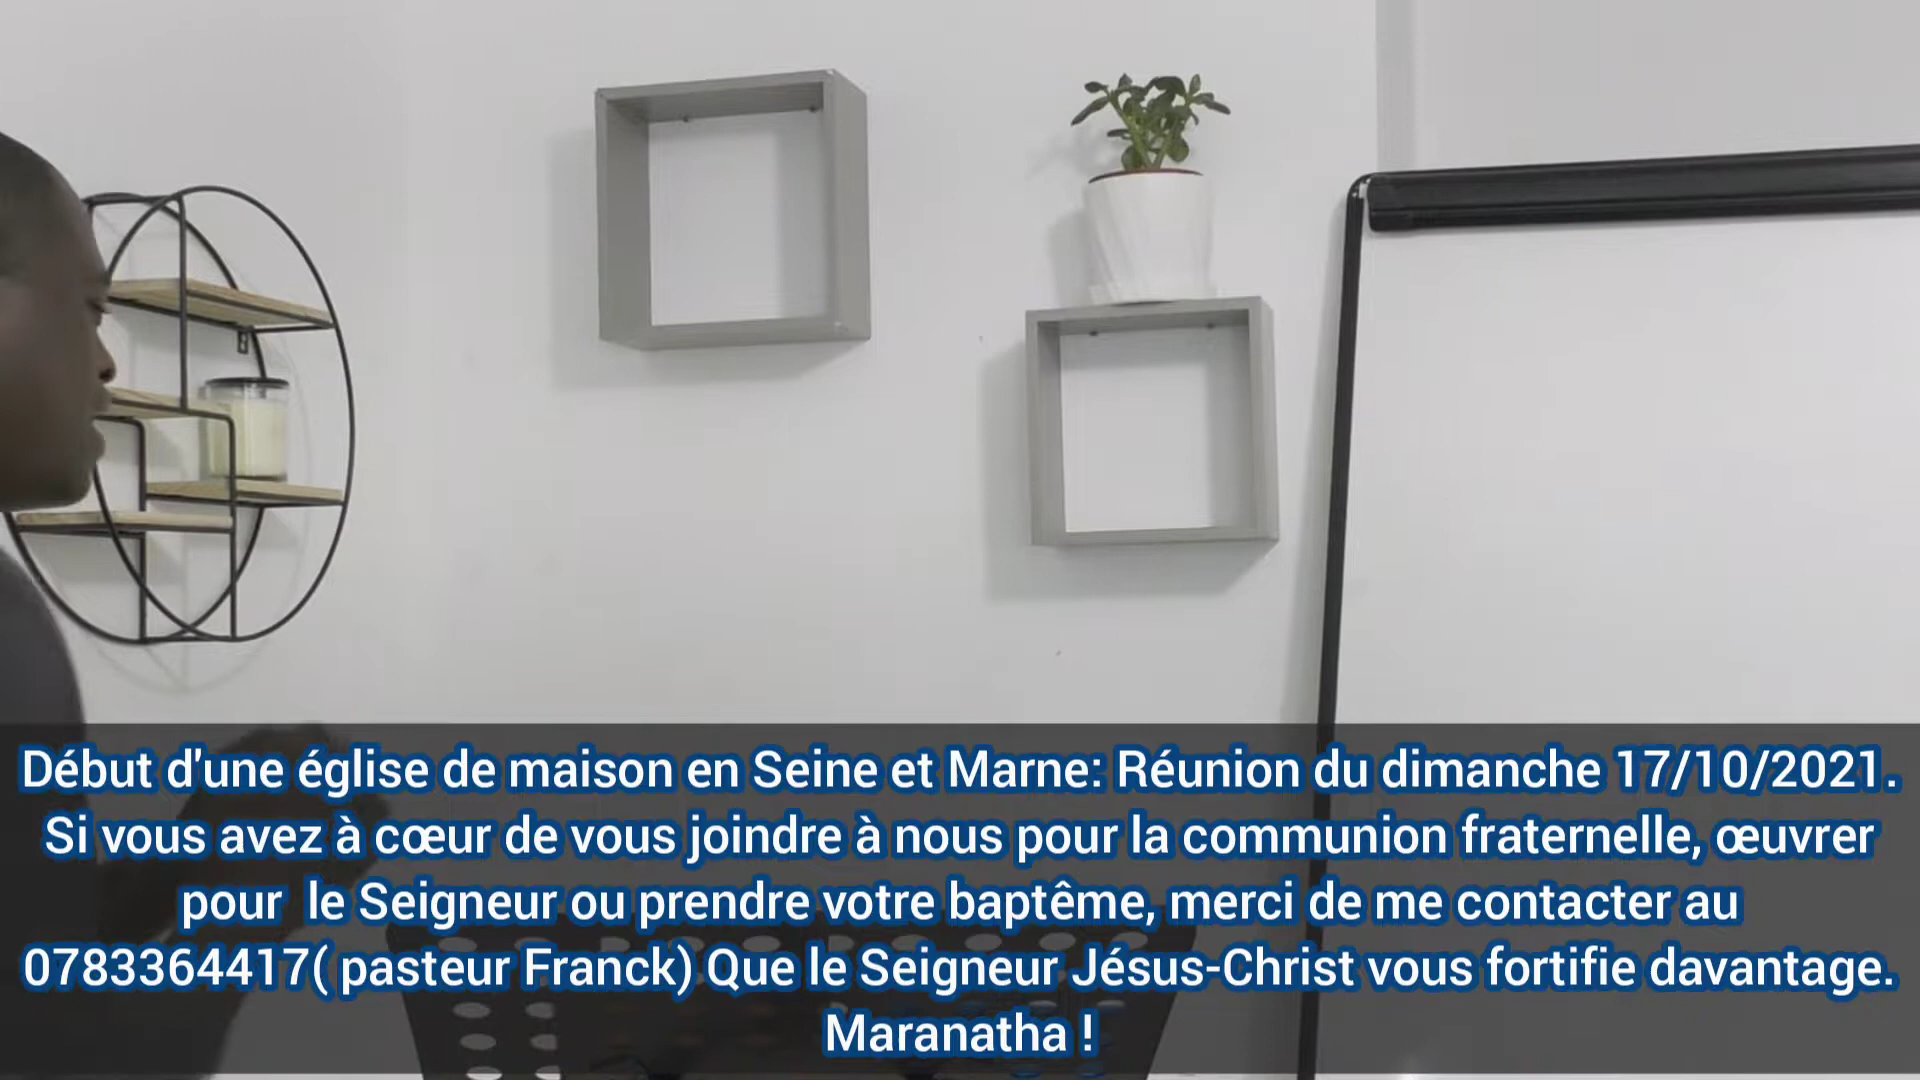 Début d'une église de maison en Seine et Marne: Réunion du dimanche 17/10/2021.
Si vous avez à cœur de vous joindre à nous pour la communion fraternelle, œuvrer
pour  le Seigneur ou prendre votre baptême, merci de me contacter au
0783364417( pasteur Franck) Que le Seigneur Jésus-Christ vous fortifie davantage.
Maranatha !